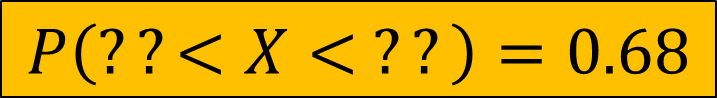 P(??< X <??) = 0.68